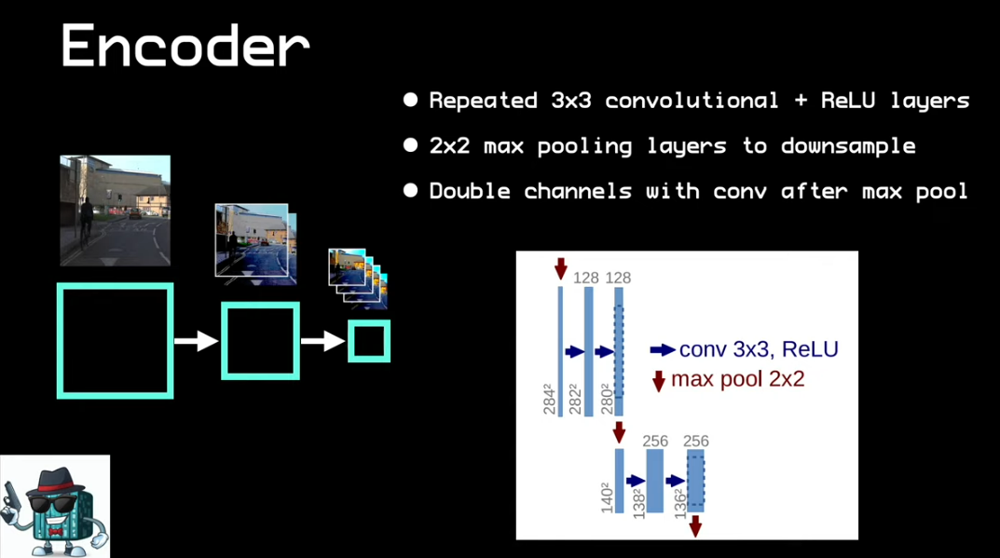 Encoder
● Repeated 3x3 convolutional + ReLU layers
● 2x2 max pooling layers to downsample
● Double channels with conv after max pool
128 128
284² 282² 280²
conv 3x3, ReLU
max pool 2x2
256 256
140² 138² 136²